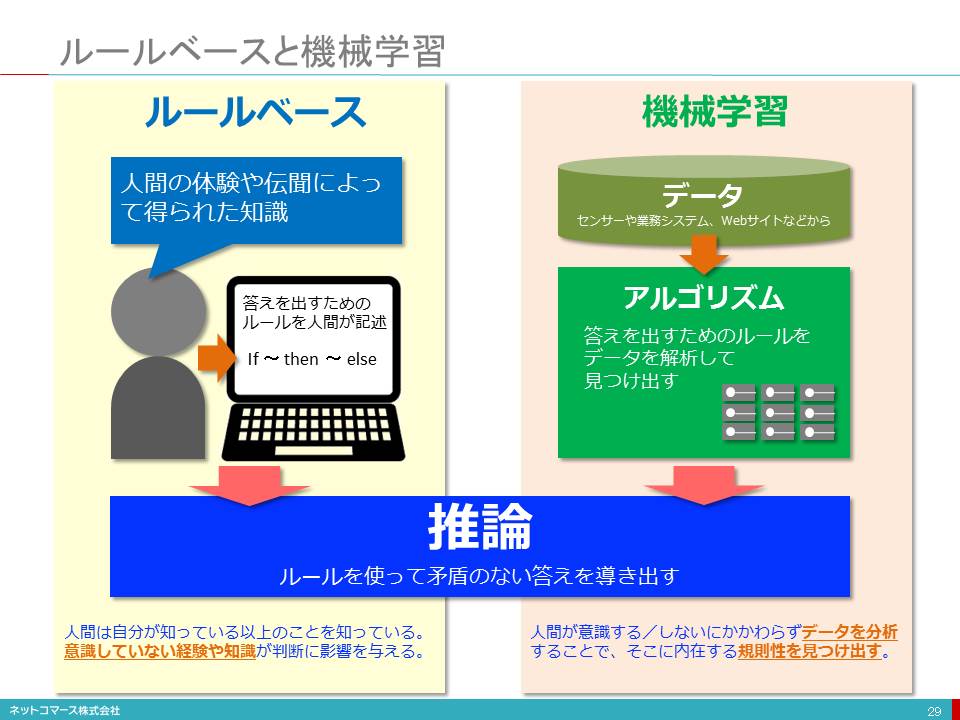 ルールベースと機械学習
ルールベース
人間の体験や伝聞によっ
て得られた知識
答えを出すための
ルールを人間が記述
If ～ then ～ else
機械学習
データ
センサーや業務システム、Webサイトなどから
アルゴリズム
答えを出すためのルールを
データを解析して
見つけ出す
推論
ルールを使って矛盾のない答えを導き出す
人間は自分が知っている以上のことを知っている。
意識していない経験や知識が判断に影響を与える。
人間が意識する／しないにかかわらずデータを分析
することで、そこに内在する規則性を見つけ出す。
ネットコマース株式会社
29